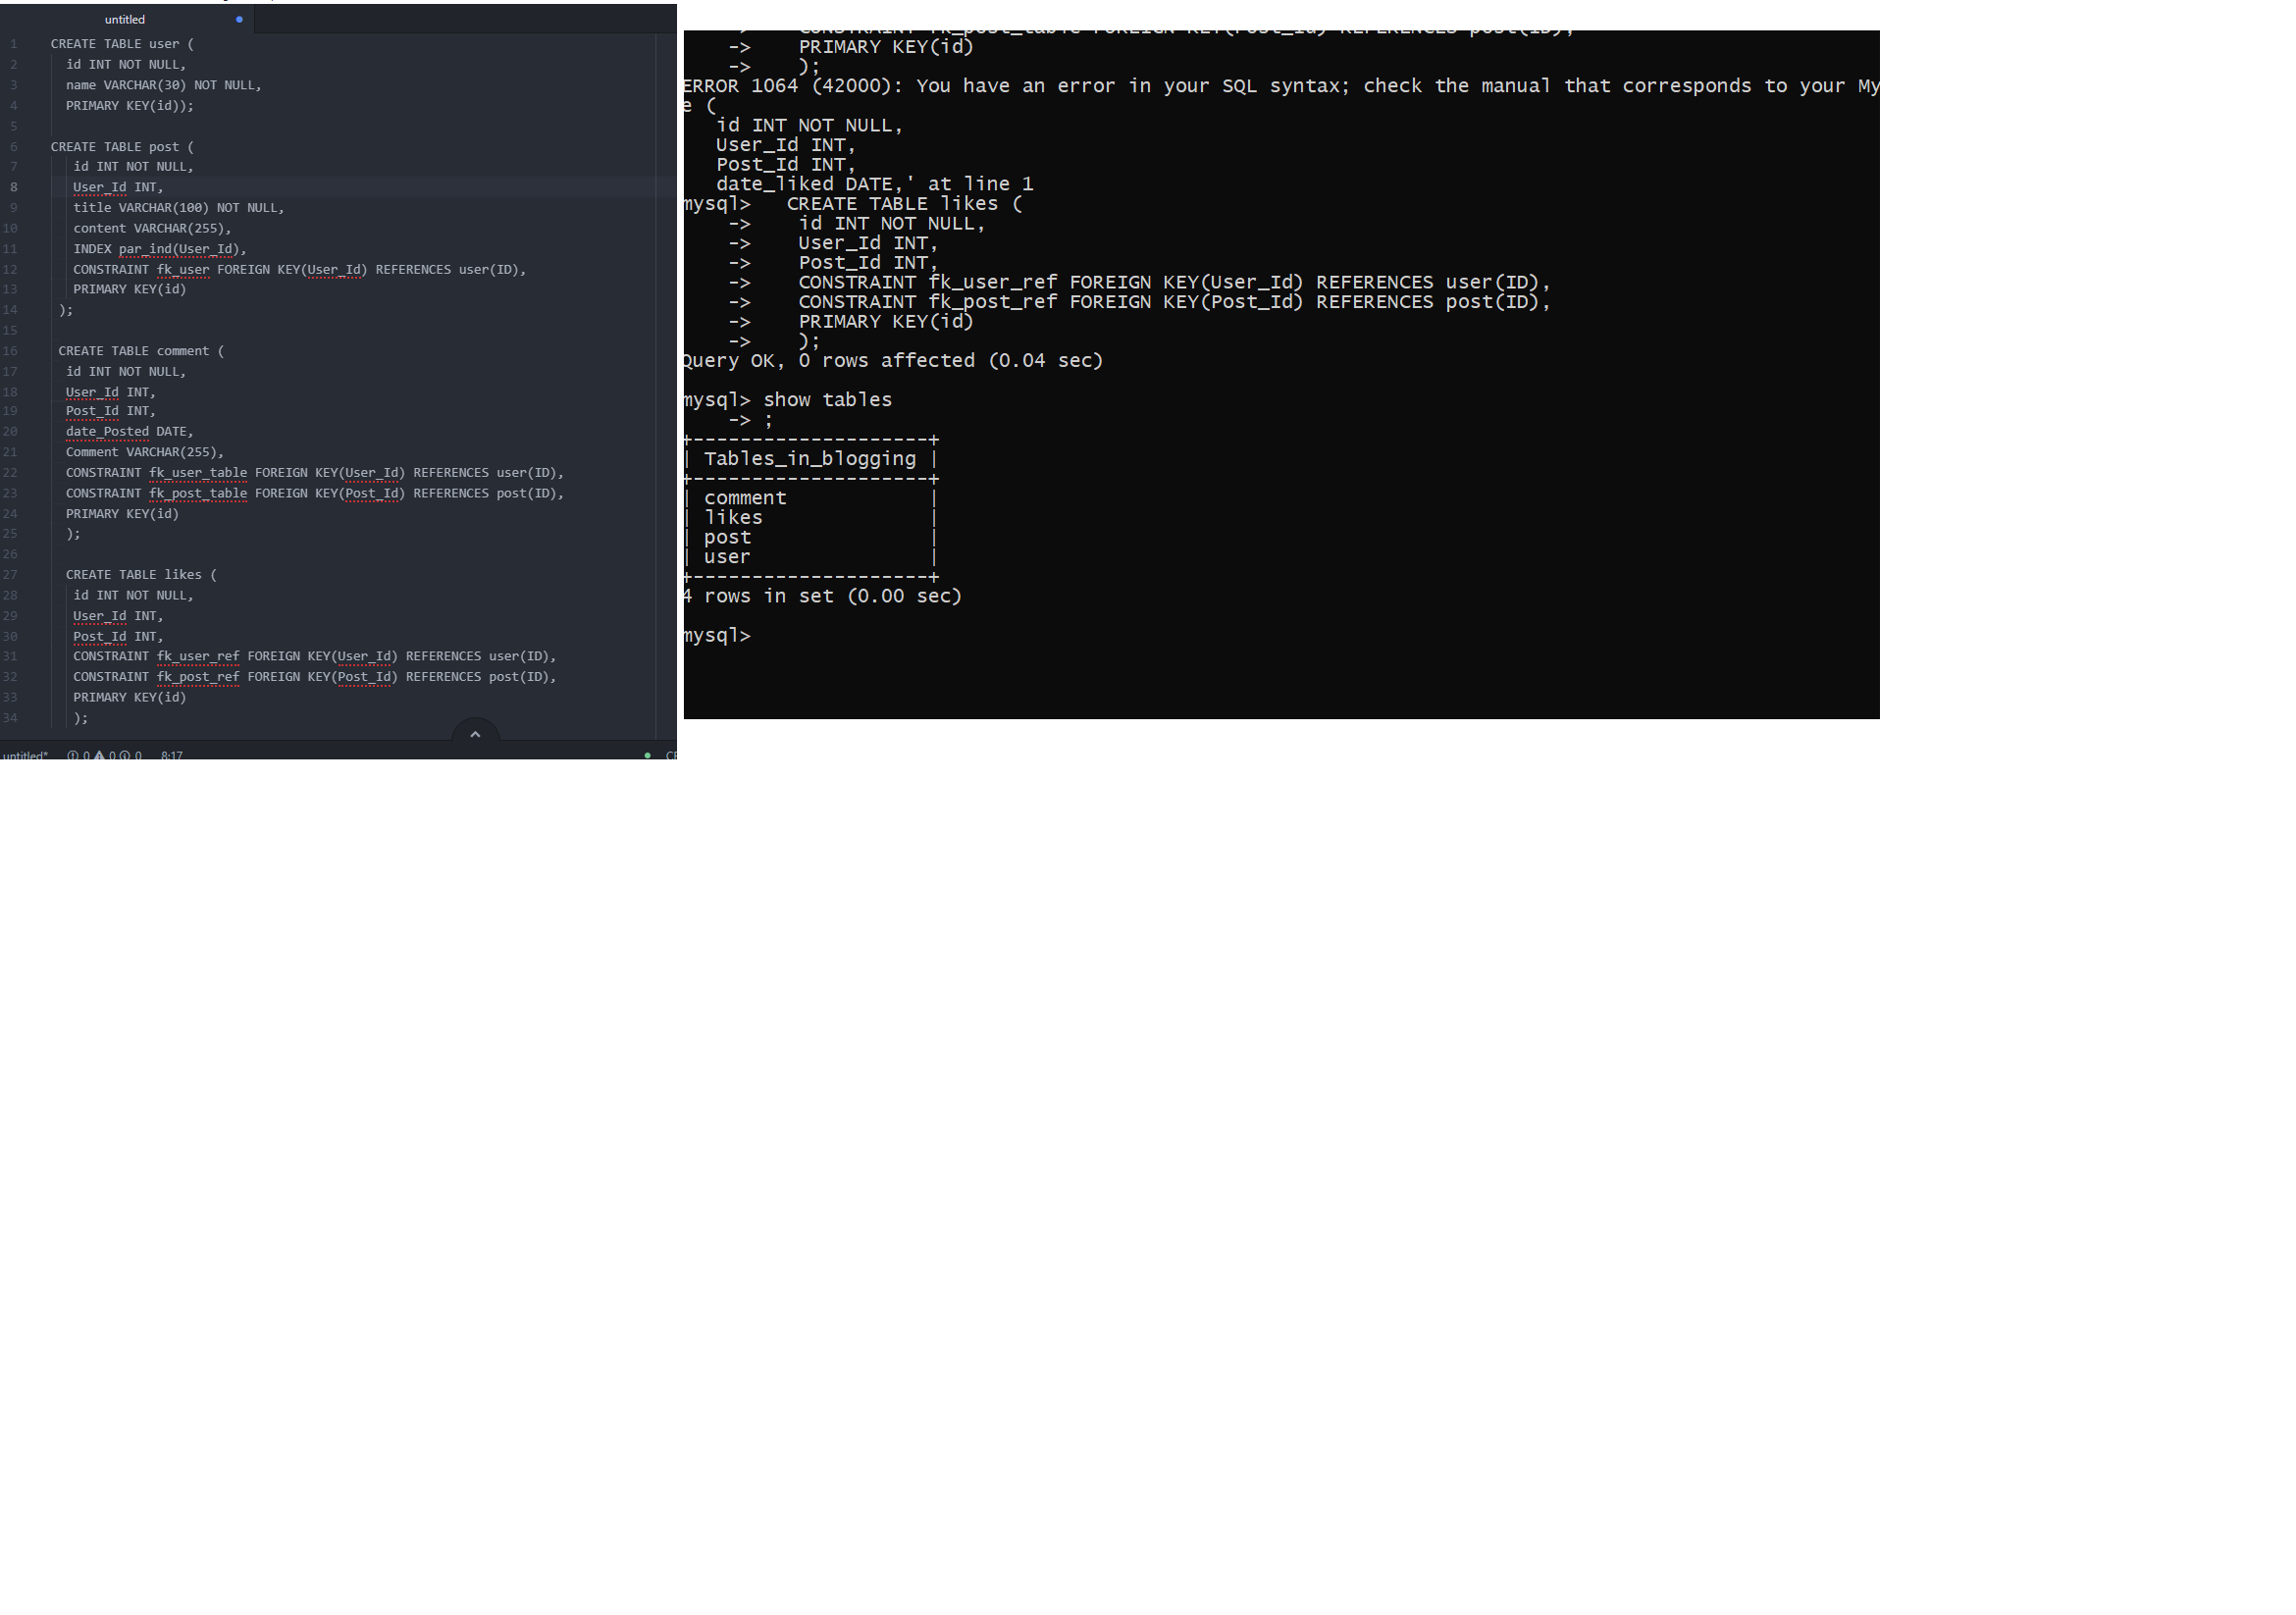 untitled
1 CREATE TABLE user (
2 id INT NOT NULL,
3 name VARCHAR(30) NOT NULL,
4 PRIMARY KEY(id));
5
6 CREATE TABLE post (
7 id INT NOT NULL,
8 User_Id INT,
9 title VARCHAR(100) NOT NULL,
10 content VARCHAR(255),
11 INDEX par_ind(User_Id),
12 CONSTRAINT fk_user FOREIGN KEY(User_Id) REFERENCES user(ID),
13 PRIMARY KEY(id)
14 );
15
16 CREATE TABLE comment (
17 id INT NOT NULL,
18 User_Id INT,
19 Post_Id INT,
20 date_Posted DATE,
21 Comment VARCHAR(255),
22 CONSTRAINT fk_user_table FOREIGN KEY(User_Id) REFERENCES user(ID),
23 CONSTRAINT fk_post_table FOREIGN KEY(Post_Id) REFERENCES post(ID),
24 PRIMARY KEY(id)
25 );
26
27 CREATE TABLE likes (
28 id INT NOT NULL,
29 User_Id INT,
30 Post_Id INT,
31 CONSTRAINT fk_user_ref FOREIGN KEY(User_Id) REFERENCES user(ID),
32 CONSTRAINT fk_post_ref FOREIGN KEY(Post_Id) REFERENCES post(ID),
33 PRIMARY KEY(id)
34 );
untitled* 0 0 0 8:17
-> CONSTRAINT fk_post_table FOREIGN KEY(Post_Id) REFERENCES post(ID),
-> PRIMARY KEY(id)
-> );
ERROR 1064 (42000): You have an error in your SQL syntax; check the manual that corresponds to your My
e (
id INT NOT NULL,
User_Id INT,
Post_Id INT,
date_liked DATE,' at line 1
mysql> CREATE TABLE likes (
-> id INT NOT NULL,
-> User_Id INT,
-> Post_Id INT,
-> CONSTRAINT fk_user_ref FOREIGN KEY(User_Id) REFERENCES user(ID),
-> CONSTRAINT fk_post_ref FOREIGN KEY(Post_Id) REFERENCES post(ID),
-> PRIMARY KEY(id)
-> );
Query OK, 0 rows affected (0.04 sec)
mysql> show tables
-> ;
+--------------------+
| Tables_in_blogging |
+--------------------+
| comment |
| likes |
| post |
| user |
+--------------------+
4 rows in set (0.00 sec)
mysql>